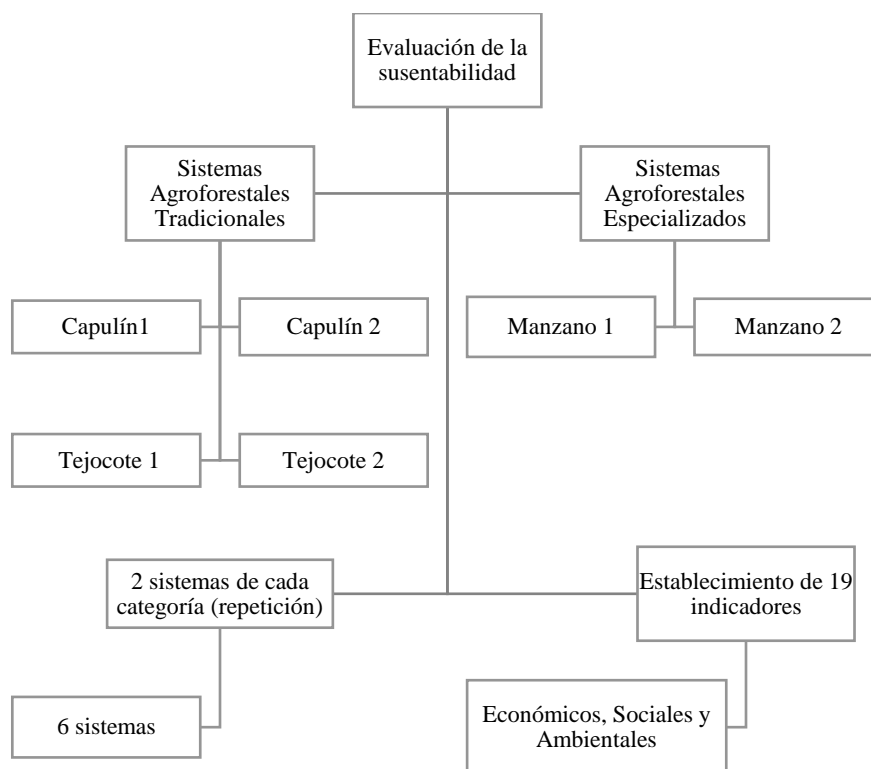 Evaluación de la
susentabilidad
Sistemas
Agroforestales
Tradicionales
Sistemas
Agroforestales
Especializados
Capulín1
Capulín 2
Manzano 1
Manzano 2
Tejocote 1
Tejocote 2
2 sistemas de cada
categoría (repetición)
Establecimiento de 19
indicadores
6 sistemas
Económicos, Sociales y
Ambientales